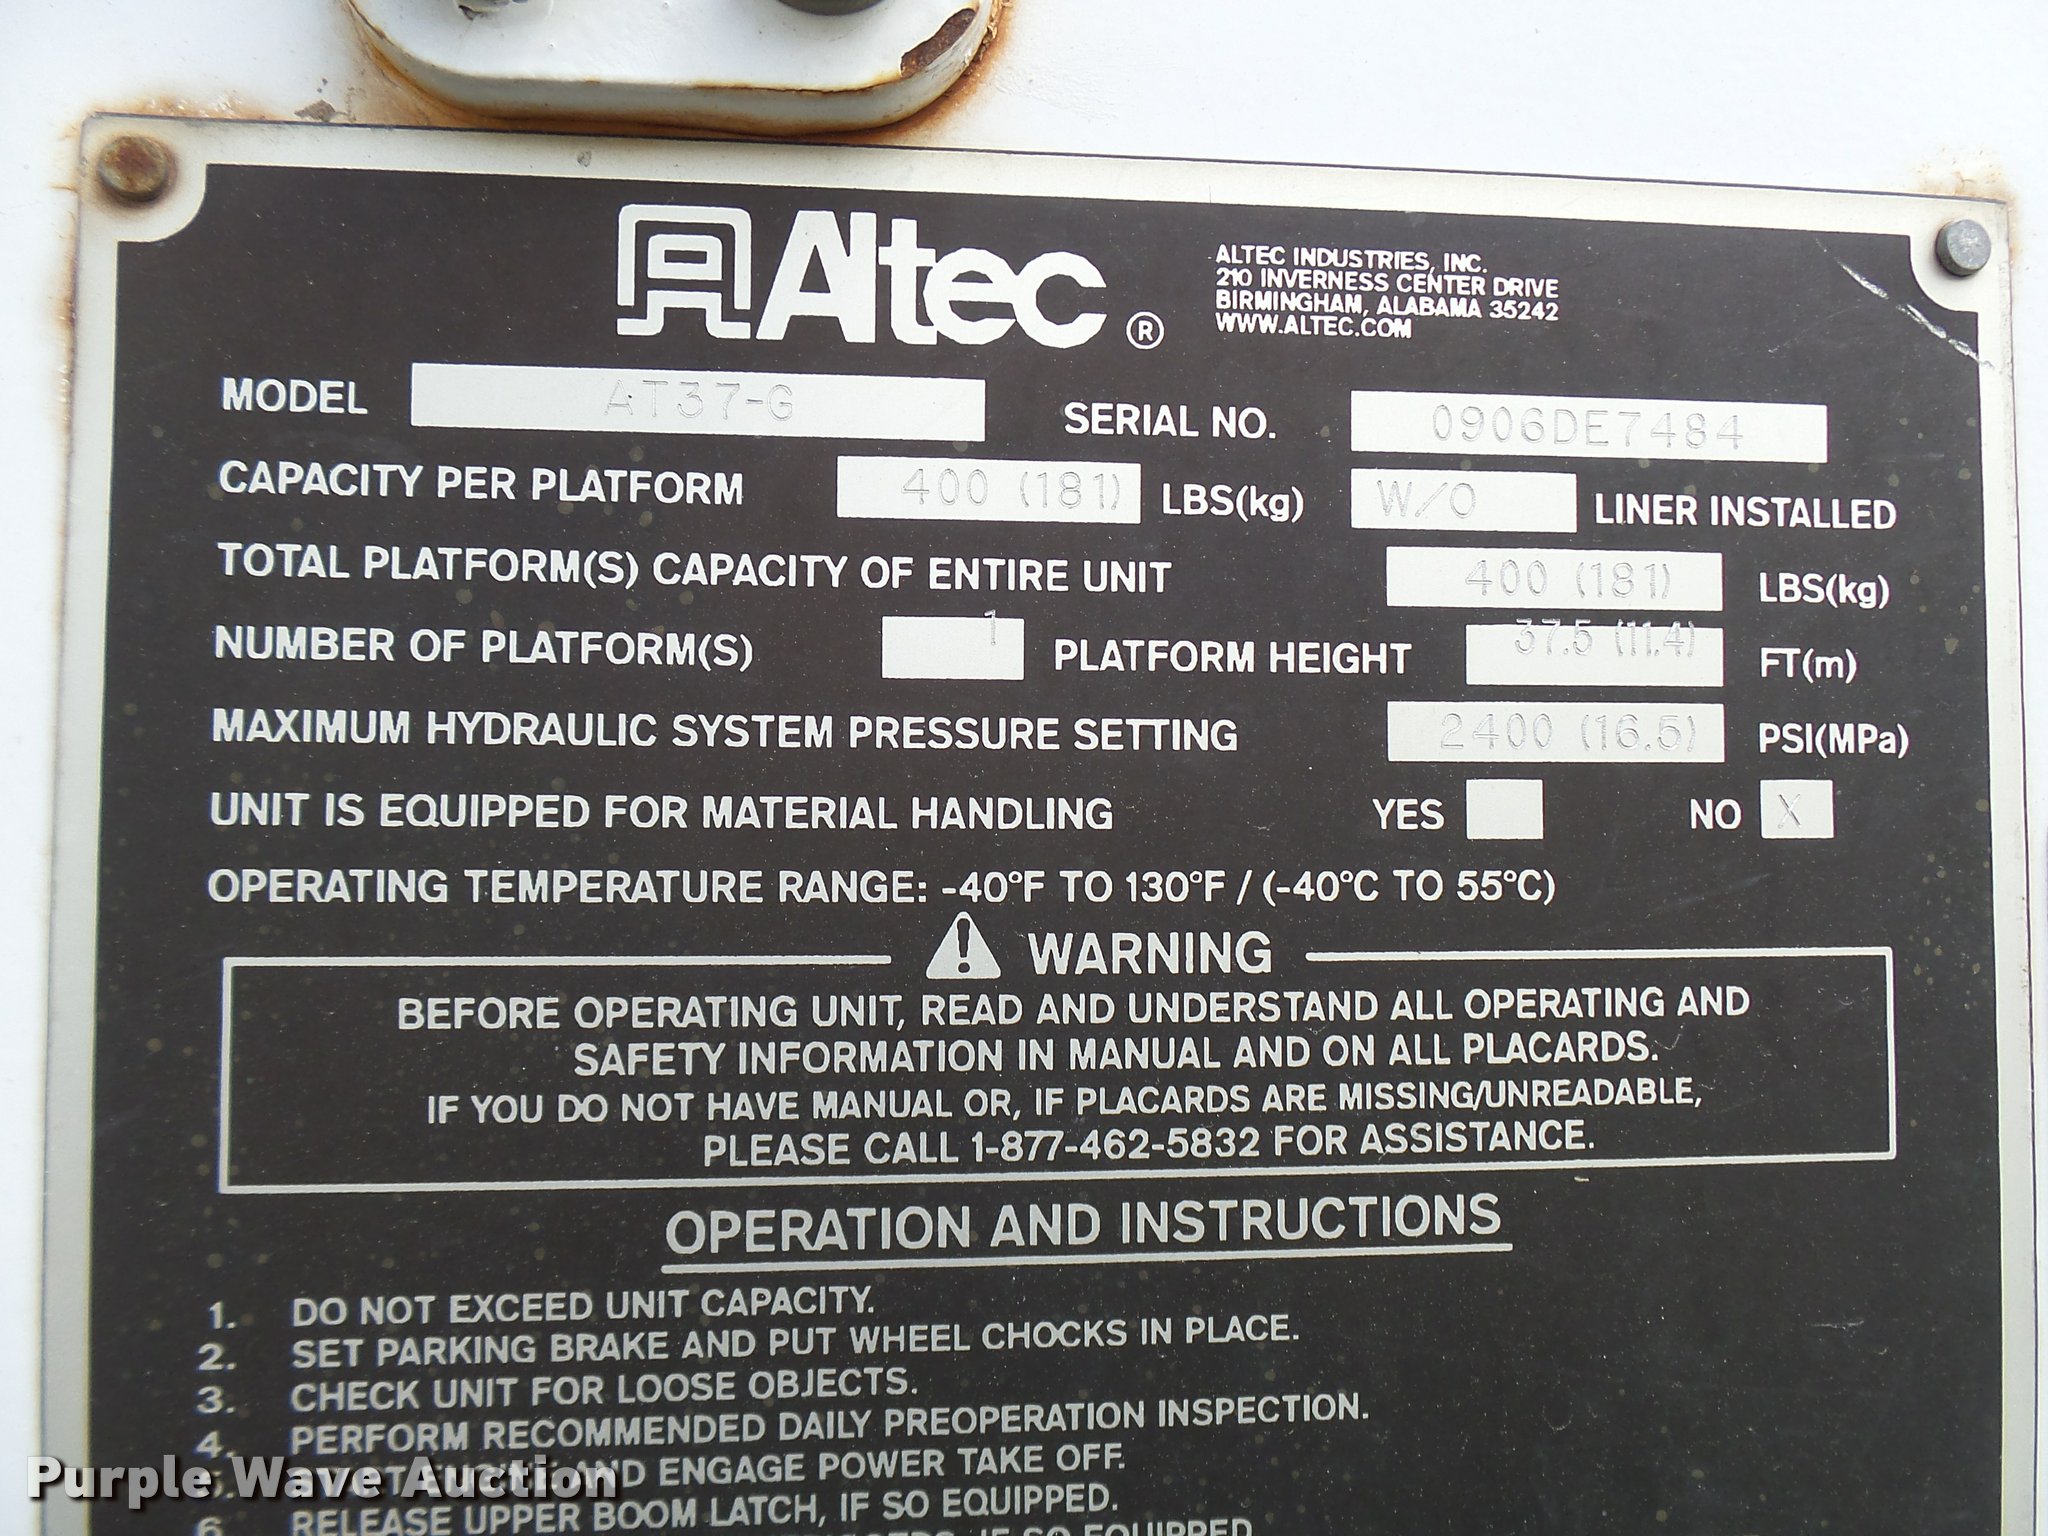 Altec®
ALTEC INDUSTRIES, INC.
210 INVERNESS CENTER DRIVE
BIRMINGHAM, ALABAMA 35242
WWW.ALTEC.COM
MODEL AT37-G SERIAL NO. 0906DE7484
CAPACITY PER PLATFORM 400 (181) LBS(kg) W/O LINER INSTALLED
TOTAL PLATFORM(S) CAPACITY OF ENTIRE UNIT 400 (181) LBS(kg)
NUMBER OF PLATFORM(S) 1 PLATFORM HEIGHT 37.5 (11.4) FT(m)
MAXIMUM HYDRAULIC SYSTEM PRESSURE SETTING 2400 (16.5) PSI(MPa)
UNIT IS EQUIPPED FOR MATERIAL HANDLING YES NO X
OPERATING TEMPERATURE RANGE: -40°F TO 130°F / (-40°C TO 55°C)
WARNING
BEFORE OPERATING UNIT, READ AND UNDERSTAND ALL OPERATING AND
SAFETY INFORMATION IN MANUAL AND ON ALL PLACARDS.
IF YOU DO NOT HAVE MANUAL OR, IF PLACARDS ARE MISSING/UNREADABLE,
PLEASE CALL 1-877-462-5832 FOR ASSISTANCE.
OPERATION AND INSTRUCTIONS
1. DO NOT EXCEED UNIT CAPACITY.
2. SET PARKING BRAKE AND PUT WHEEL CHOCKS IN PLACE.
3. CHECK UNIT FOR LOOSE OBJECTS.
4. PERFORM RECOMMENDED DAILY PREOPERATION INSPECTION.
5. AND ENGAGE POWER TAKE OFF.
6 RELEASE UPPER BOOM LATCH, IF SO EQUIPPED.
IF SO EQUIPPED
Purple Wave Auction